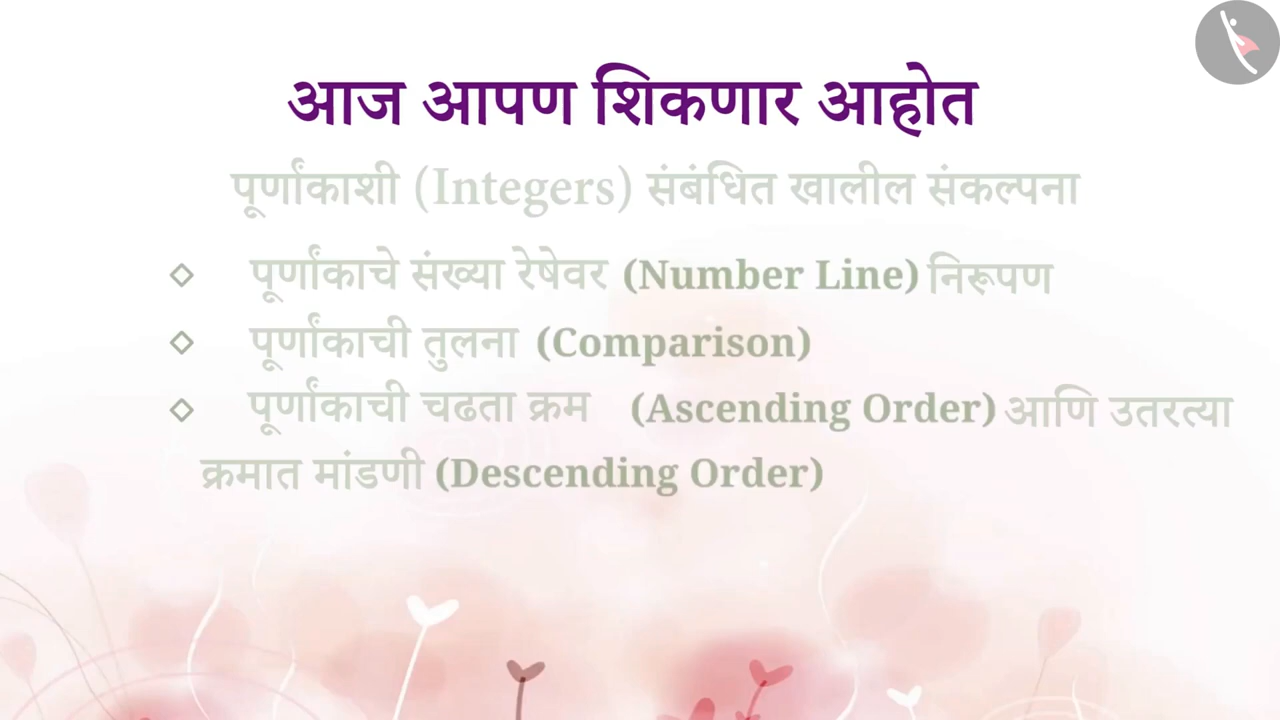 आज आपण शिकणार आहोत
पूर्णांकाशी (Integers) संबंधित खालील संकल्पना
पूर्णांकाचे संख्या रेषेवर (Number Line) निरूपण
पूर्णांकाची तुलना (Comparison)
पूर्णांकाची चढता क्रम (Ascending Order) आणि उतरत्या
क्रमात मांडणी (Descending Order)